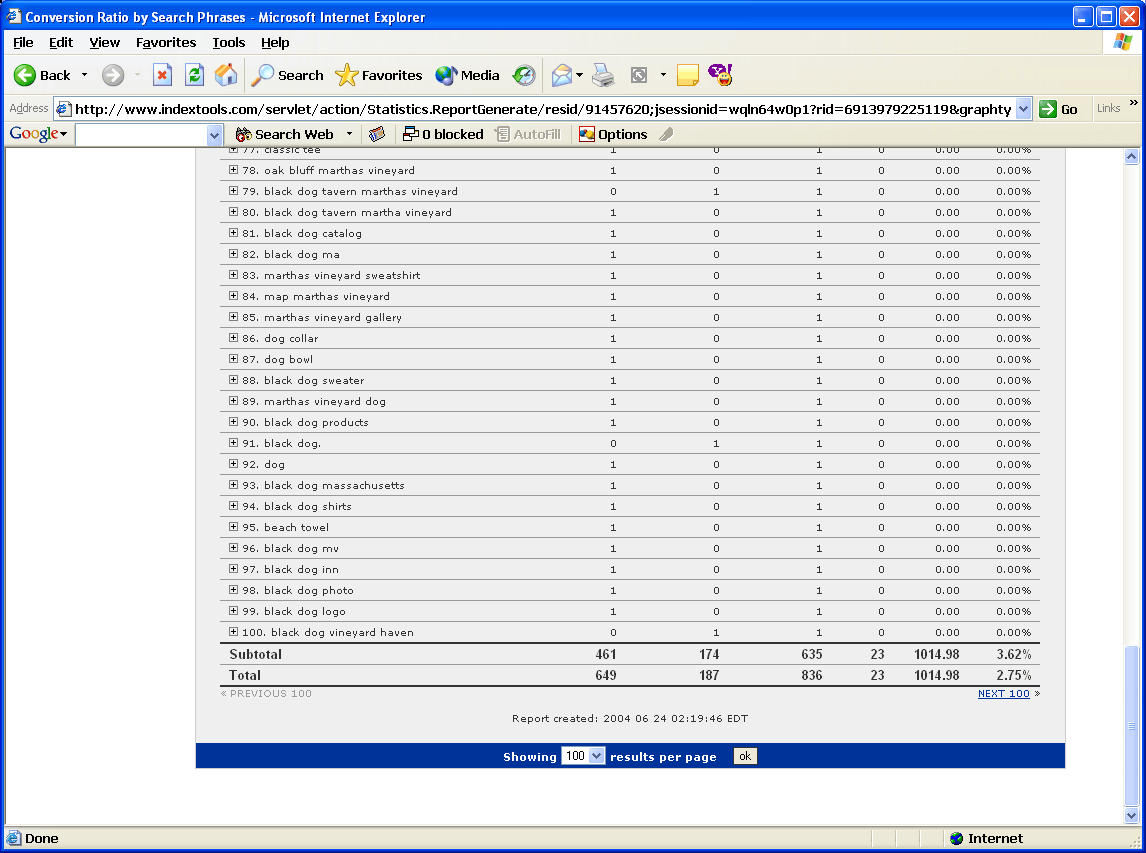 Conversion Ratio by Search Phrases - Microsoft Internet Explorer
File Edit View Favorites Tools Help
Back Search Favorites Media
Address http://www.indextools.com/servlet/action/Statistics.ReportGenerate/resid/91457620;jsessionid=wqln64w0p1?rid=6913979225119&graphty Go Links »
Google Search Web 0 blocked AutoFill Options
77. classic tee 1 0 1 0 0.00 0.00%
78. oak bluff marthas vineyard 1 0 1 0 0.00 0.00%
79. black dog tavern marthas vineyard 0 1 1 0 0.00 0.00%
80. black dog tavern martha vineyard 1 0 1 0 0.00 0.00%
81. black dog catalog 1 0 1 0 0.00 0.00%
82. black dog ma 1 0 1 0 0.00 0.00%
83. marthas vineyard sweatshirt 1 0 1 0 0.00 0.00%
84. map marthas vineyard 1 0 1 0 0.00 0.00%
85. marthas vineyard gallery 1 0 1 0 0.00 0.00%
86. dog collar 1 0 1 0 0.00 0.00%
87. dog bowl 1 0 1 0 0.00 0.00%
88. black dog sweater 1 0 1 0 0.00 0.00%
89. marthas vineyard dog 1 0 1 0 0.00 0.00%
90. black dog products 1 0 1 0 0.00 0.00%
91. black dog. 0 1 1 0 0.00 0.00%
92. dog 1 0 1 0 0.00 0.00%
93. black dog massachusetts 1 0 1 0 0.00 0.00%
94. black dog shirts 1 0 1 0 0.00 0.00%
95. beach towel 1 0 1 0 0.00 0.00%
96. black dog mv 1 0 1 0 0.00 0.00%
97. black dog inn 1 0 1 0 0.00 0.00%
98. black dog photo 1 0 1 0 0.00 0.00%
99. black dog logo 1 0 1 0 0.00 0.00%
100. black dog vineyard haven 0 1 1 0 0.00 0.00%
Subtotal 461 174 635 23 1014.98 3.62%
Total 649 187 836 23 1014.98 2.75%
« PREVIOUS 100 NEXT 100 »
Report created: 2004 06 24 02:19:46 EDT
Showing 100 results per page ok
Done Internet